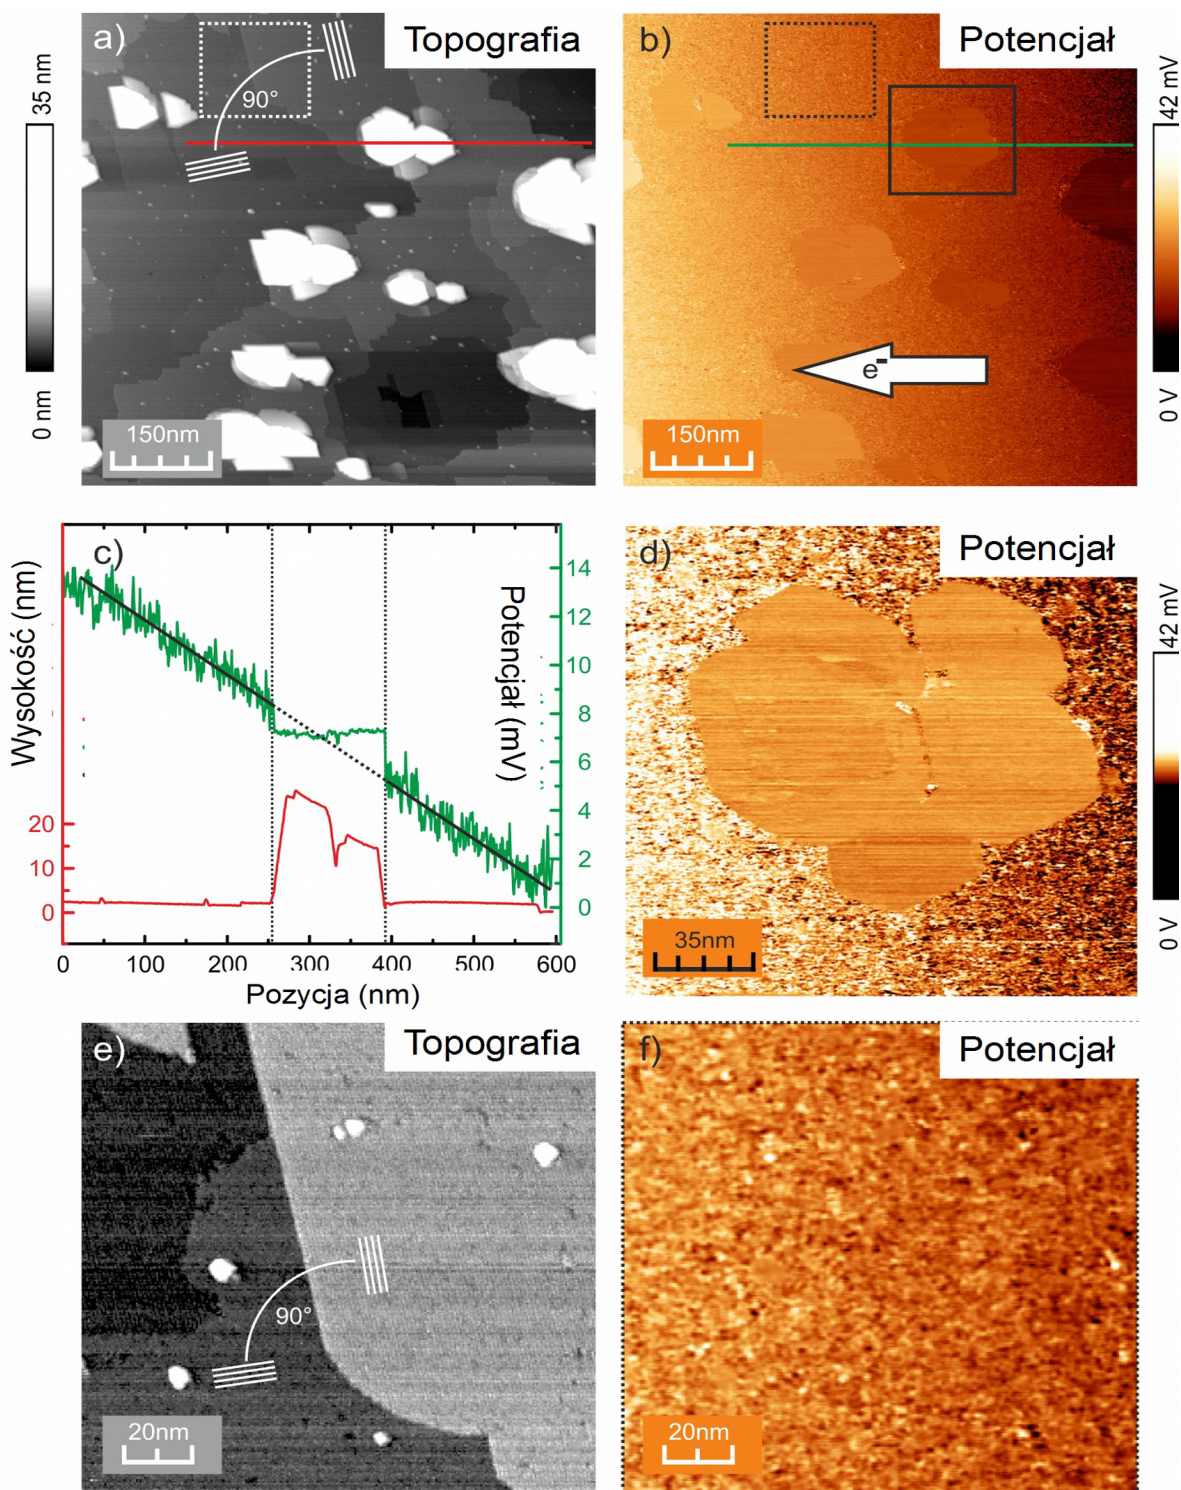 a)
Topografia
90°
35 nm
0 nm
150nm
b)
Potencjał
42 mV
0 V
e-
150nm
c)
Wysokość (nm)
20
10
0
Potencjał (mV)
14
12
10
8
6
4
2
0
0 100 200 300 400 500 600
Pozycja (nm)
d)
Potencjał
42 mV
0 V
35nm
e)
Topografia
90°
20nm
f)
Potencjał
20nm